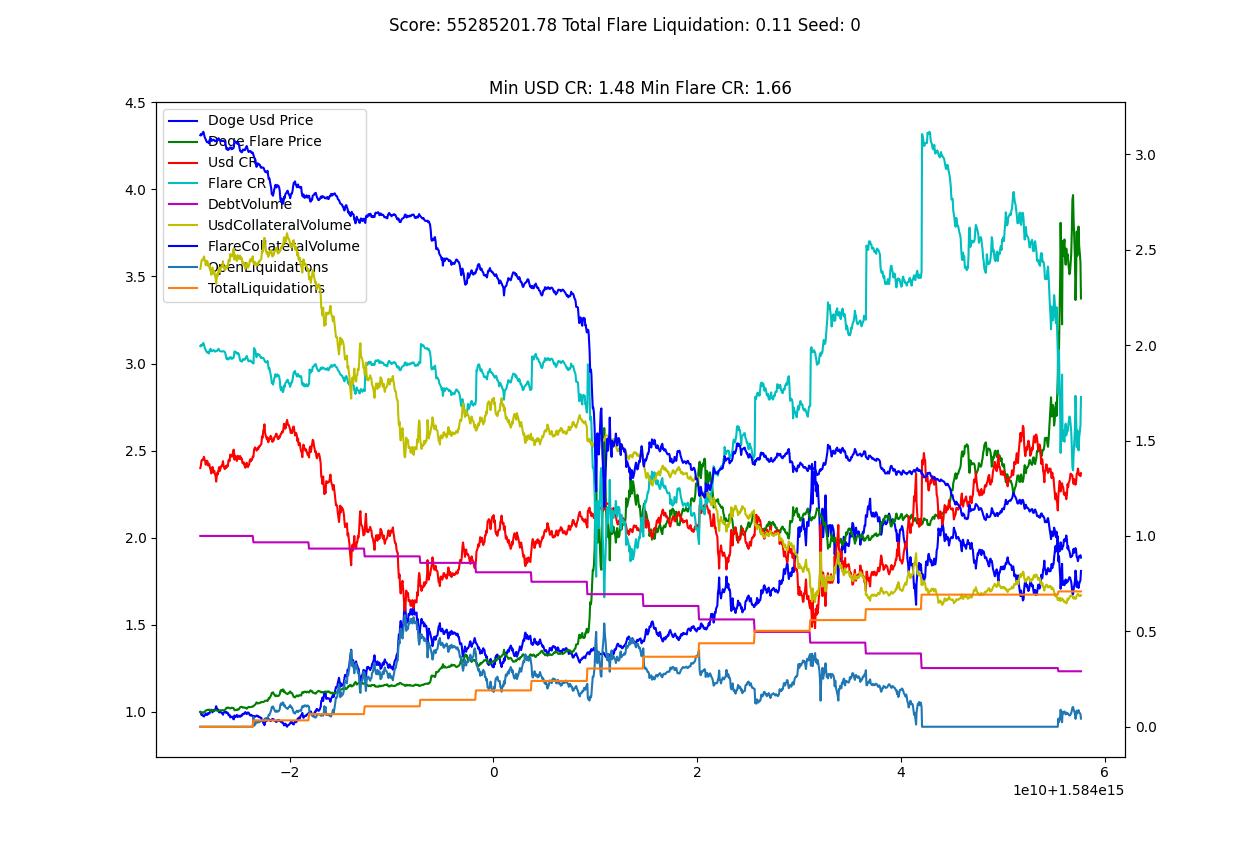 Score: 55285201.78 Total Flare Liquidation: 0.11 Seed: 0
Min USD CR: 1.48 Min Flare CR: 1.66
Doge Usd Price
Doge Flare Price
Usd CR
Flare CR
DebtVolume
UsdCollateralVolume
FlareCollateralVolume
OpenLiquidations
TotalLiquidations
4.5
4.0
3.5
3.0
2.5
2.0
1.5
1.0
3.0
2.5
2.0
1.5
1.0
0.5
0.0
−2
0
2
4
6
1e10+1.584e15